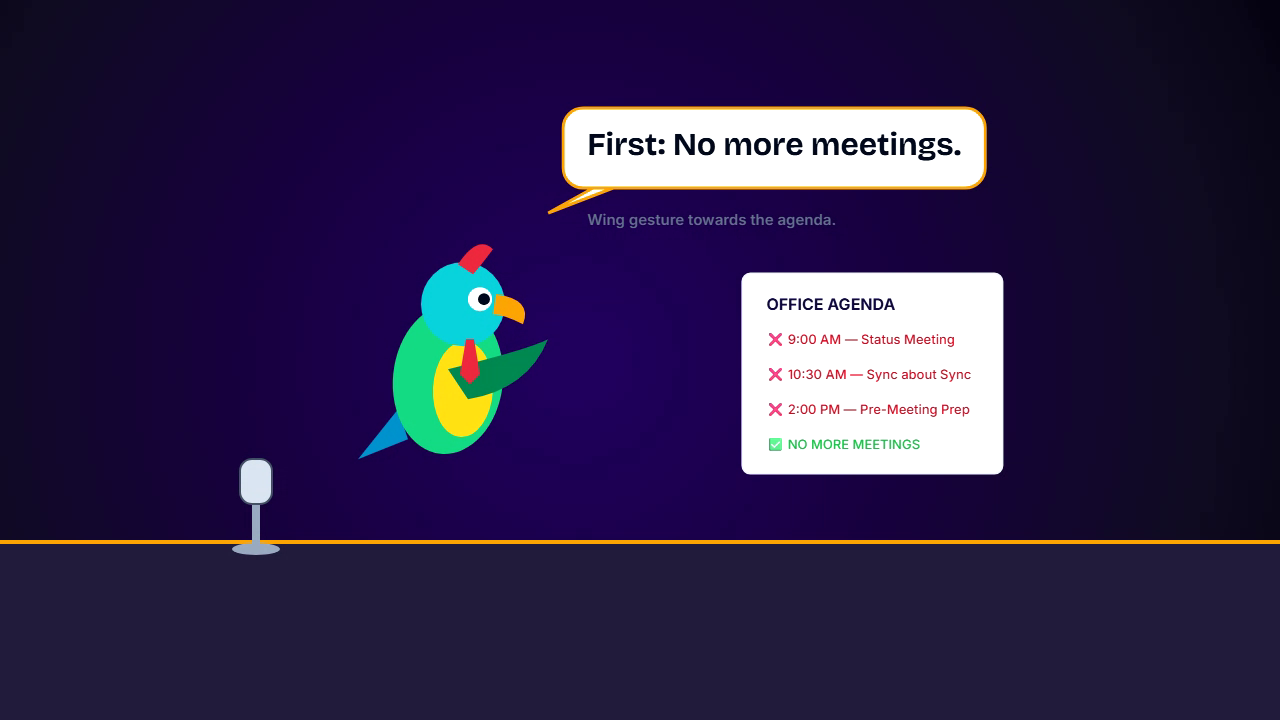 First: No more meetings.
Wing gesture towards the agenda.
OFFICE AGENDA
❌ 9:00 AM — Status Meeting
❌ 10:30 AM — Sync about Sync
❌ 2:00 PM — Pre-Meeting Prep
✅ NO MORE MEETINGS